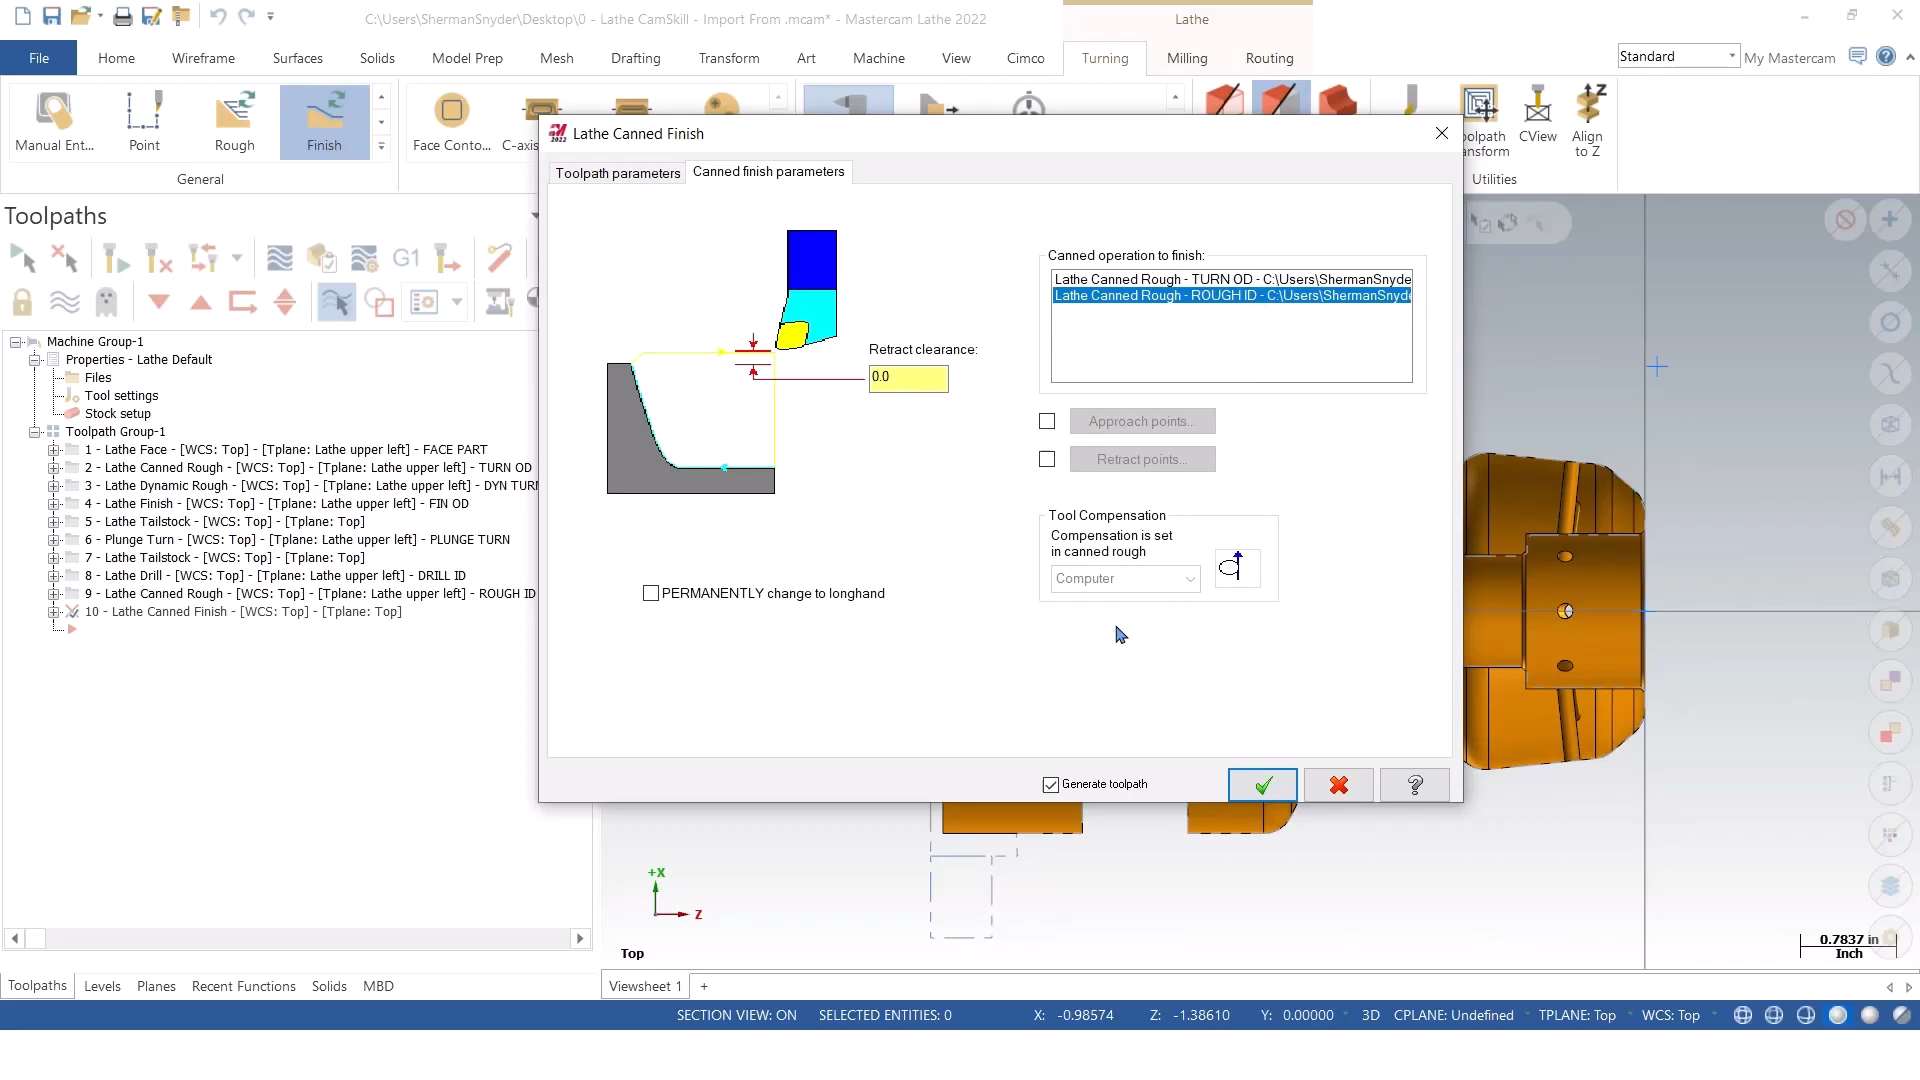 C:\Users\ShermanSnyder\Desktop\0 - Lathe CamSkill - Import From .mcam* - Mastercam Lathe 2022
Lathe
File
Home
Wireframe
Surfaces
Solids
Model Prep
Mesh
Drafting
Transform
Art
Machine
View
Cimco
Turning
Milling
Routing
Standard
My Mastercam
Manual Ent...
Point
Rough
Finish
Face Conto...
C-axis
oolpath
ansform
CView
Align
to Z
General
Utilities
Lathe Canned Finish
Toolpath parameters
Canned finish parameters
Toolpaths
G1
Machine Group-1
Properties - Lathe Default
Files
Tool settings
Stock setup
Toolpath Group-1
1 - Lathe Face - [WCS: Top] - [Tplane: Lathe upper left] - FACE PART
2 - Lathe Canned Rough - [WCS: Top] - [Tplane: Lathe upper left] - TURN OD
3 - Lathe Dynamic Rough - [WCS: Top] - [Tplane: Lathe upper left] - DYN TURN
4 - Lathe Finish - [WCS: Top] - [Tplane: Lathe upper left] - FIN OD
5 - Lathe Tailstock - [WCS: Top] - [Tplane: Top]
6 - Plunge Turn - [WCS: Top] - [Tplane: Lathe upper left] - PLUNGE TURN
7 - Lathe Tailstock - [WCS: Top] - [Tplane: Top]
8 - Lathe Drill - [WCS: Top] - [Tplane: Lathe upper left] - DRILL ID
9 - Lathe Canned Rough - [WCS: Top] - [Tplane: Lathe upper left] - ROUGH ID
10 - Lathe Canned Finish - [WCS: Top] - [Tplane: Top]
Retract clearance:
0.0
Canned operation to finish:
Lathe Canned Rough - TURN OD - C:\Users\ShermanSnyde
Lathe Canned Rough - ROUGH ID - C:\Users\ShermanSnyde
Approach points...
Retract points...
Tool Compensation
Compensation is set
in canned rough
Computer
PERMANENTLY change to longhand
Generate toolpath
+X
Z
Top
0.7837 in
Inch
Toolpaths
Levels
Planes
Recent Functions
Solids
MBD
Viewsheet 1
+
SECTION VIEW: ON
SELECTED ENTITIES: 0
X: -0.98574
Z: -1.38610
Y: 0.00000
3D
CPLANE: Undefined
TPLANE: Top
WCS: Top